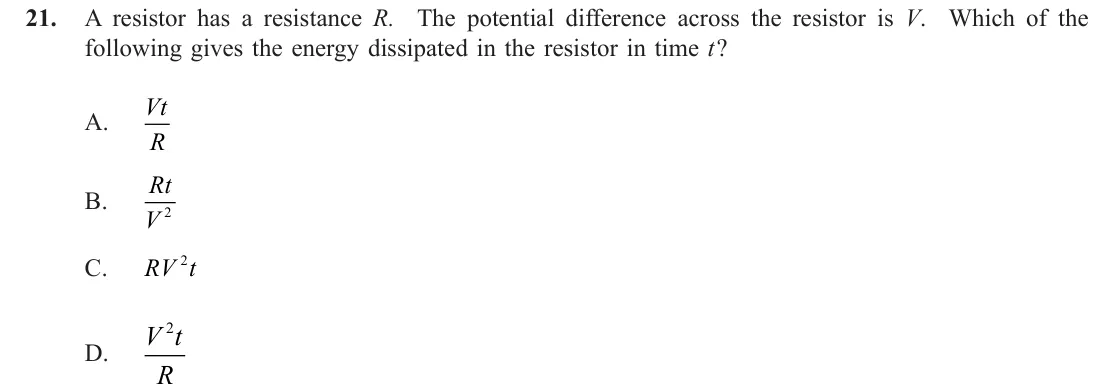 21. A resistor has a resistance R. The potential difference across the resistor is V. Which of the
following gives the energy dissipated in the resistor in time t?
A. Vt/R
B. Rt/V²
C. RV²t
D. V²t/R